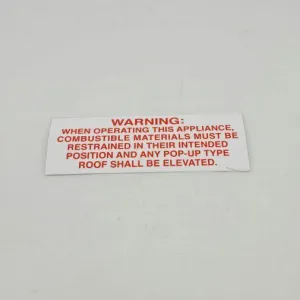 WARNING:
WHEN OPERATING THIS APPLIANCE,
COMBUSTIBLE MATERIALS MUST BE
RESTRAINED IN THEIR INTENDED
POSITION AND ANY POP-UP TYPE
ROOF SHALL BE ELEVATED.